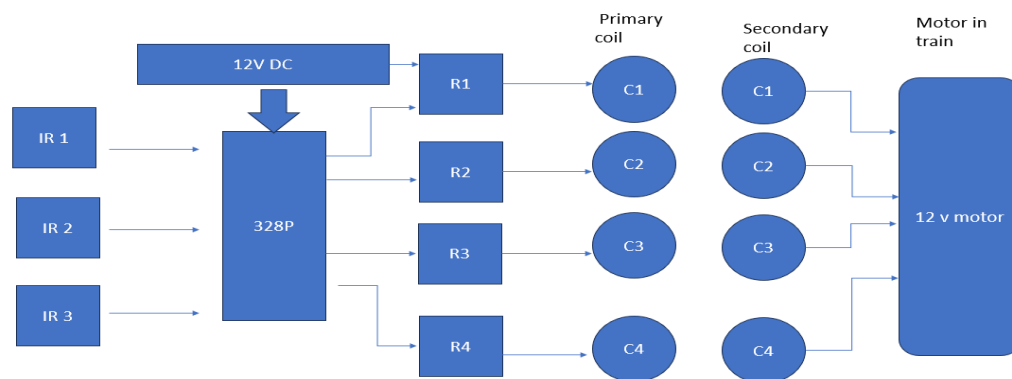 Primary
coil
Secondary
coil
Motor in
train
12V DC
R1
C1
C1
IR 1
R2
C2
C2
IR 2
328P
R3
C3
C3
12 v motor
IR 3
R4
C4
C4